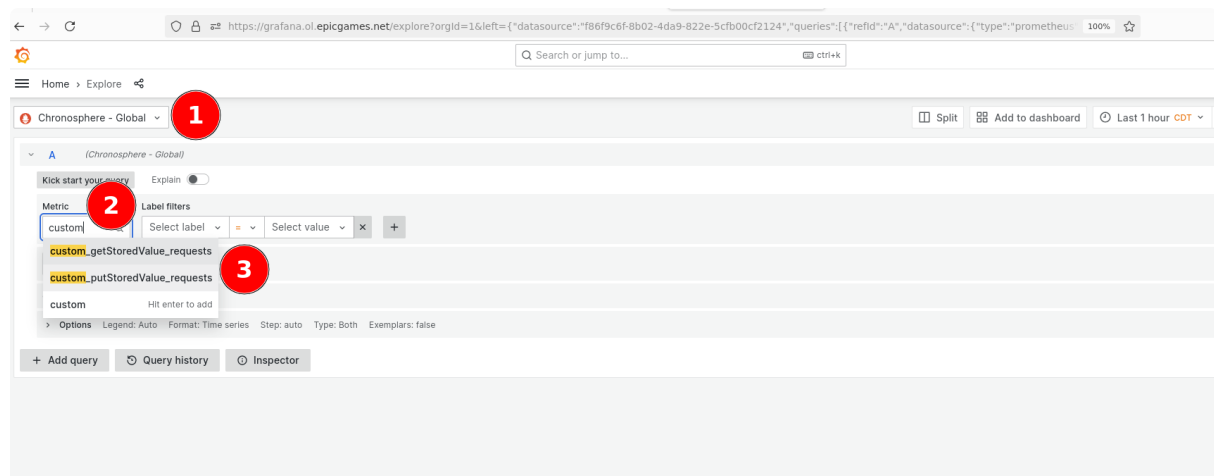 https://grafana.ol.epicgames.net/explore?orgId=1&left={"datasource":"f86f9c6f-8b02-4da9-822e-5cfb00cf2124","queries":[{"refId":"A","datasource":{"type":"prometheus 100%
Search or jump to... ctrl+k
Home › Explore
Chronosphere - Global 1 Split Add to dashboard Last 1 hour CDT
A (Chronosphere - Global)
Kick start your query Explain
Metric 2 Label filters
custom Select label = Select value × +
custom_getStoredValue_requests
3
custom_putStoredValue_requests
custom Hit enter to add
› Options Legend: Auto Format: Time series Step: auto Type: Both Exemplars: false
+ Add query Query history Inspector